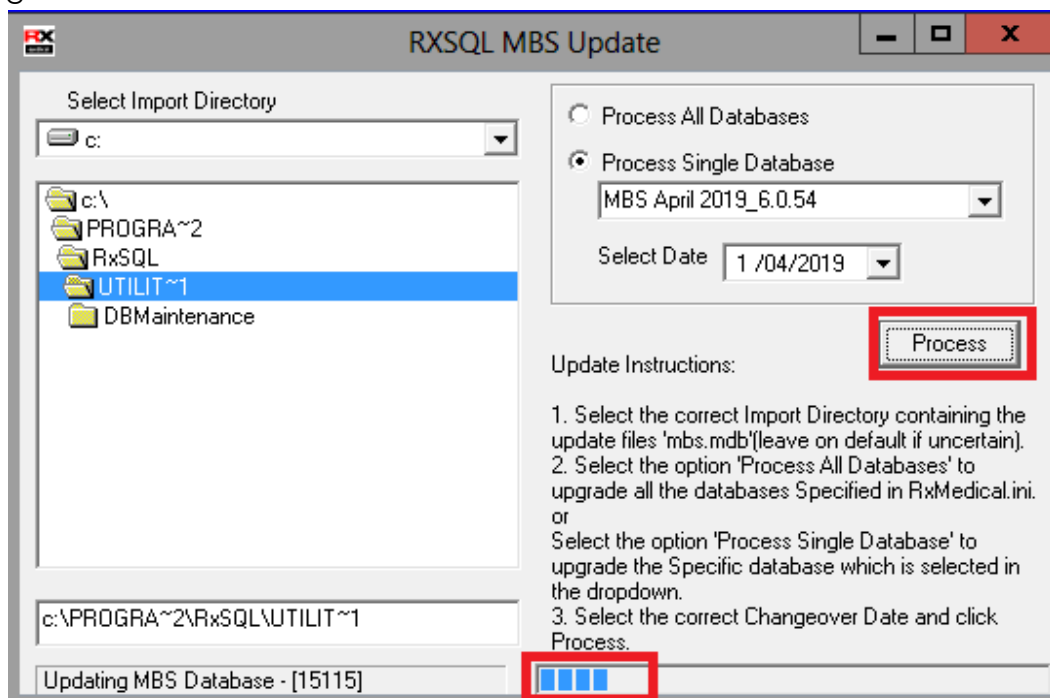 g
RX
RXSQL MBS Update
Select Import Directory
c:
c:\
PROGRA~2
RxSQL
UTILIT~1
DBMaintenance
c:\PROGRA~2\RxSQL\UTILIT~1
Updating MBS Database - [15115]
Process All Databases
Process Single Database
MBS April 2019_6.0.54
Select Date 1 /04/2019
Process
Update Instructions:
1. Select the correct Import Directory containing the
update files 'mbs.mdb'(leave on default if uncertain).
2. Select the option 'Process All Databases' to
upgrade all the databases Specified in RxMedical.ini.
or
Select the option 'Process Single Database' to
upgrade the Specific database which is selected in
the dropdown.
3. Select the correct Changeover Date and click
Process.